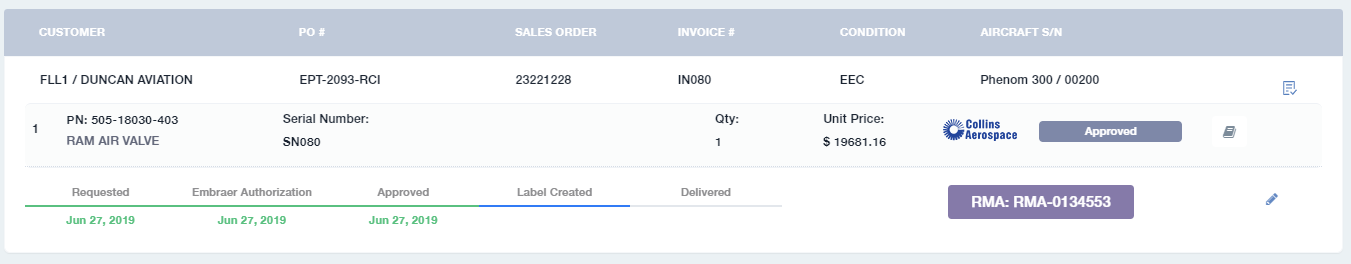 CUSTOMER PO # SALES ORDER INVOICE # CONDITION AIRCRAFT S/N
FLL1 / DUNCAN AVIATION EPT-2093-RCI 23221228 IN080 EEC Phenom 300 / 00200
1
PN: 505-18030-403 Serial Number: Qty: Unit Price:
RAM AIR VALVE SN080 1 $ 19681.16
Collins
Aerospace
Approved
Requested Embraer Authorization Approved Label Created Delivered
Jun 27, 2019 Jun 27, 2019 Jun 27, 2019
RMA: RMA-0134553